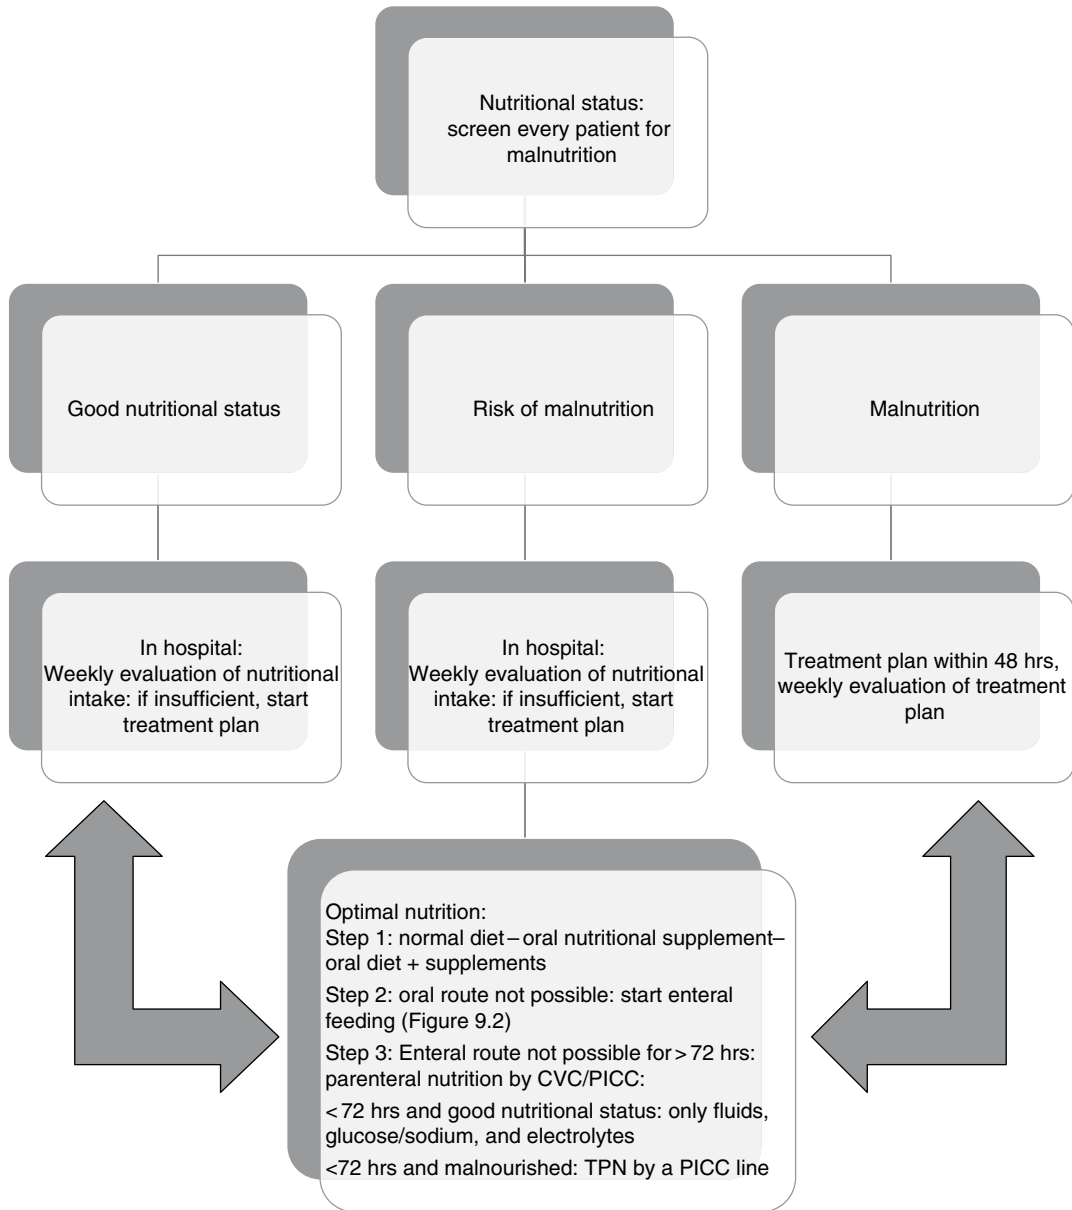 Nutritional status:
screen every patient for
malnutrition
Good nutritional status
Risk of malnutrition
Malnutrition
In hospital:
Weekly evaluation of nutritional
intake: if insufficient, start
treatment plan
In hospital:
Weekly evaluation of nutritional
intake: if insufficient, start
treatment plan
Treatment plan within 48 hrs,
weekly evaluation of treatment
plan
Optimal nutrition:
Step 1: normal diet – oral nutritional supplement–
oral diet + supplements
Step 2: oral route not possible: start enteral
feeding (Figure 9.2)
Step 3: Enteral route not possible for > 72 hrs:
parenteral nutrition by CVC/PICC:
< 72 hrs and good nutritional status: only fluids,
glucose/sodium, and electrolytes
<72 hrs and malnourished: TPN by a PICC line